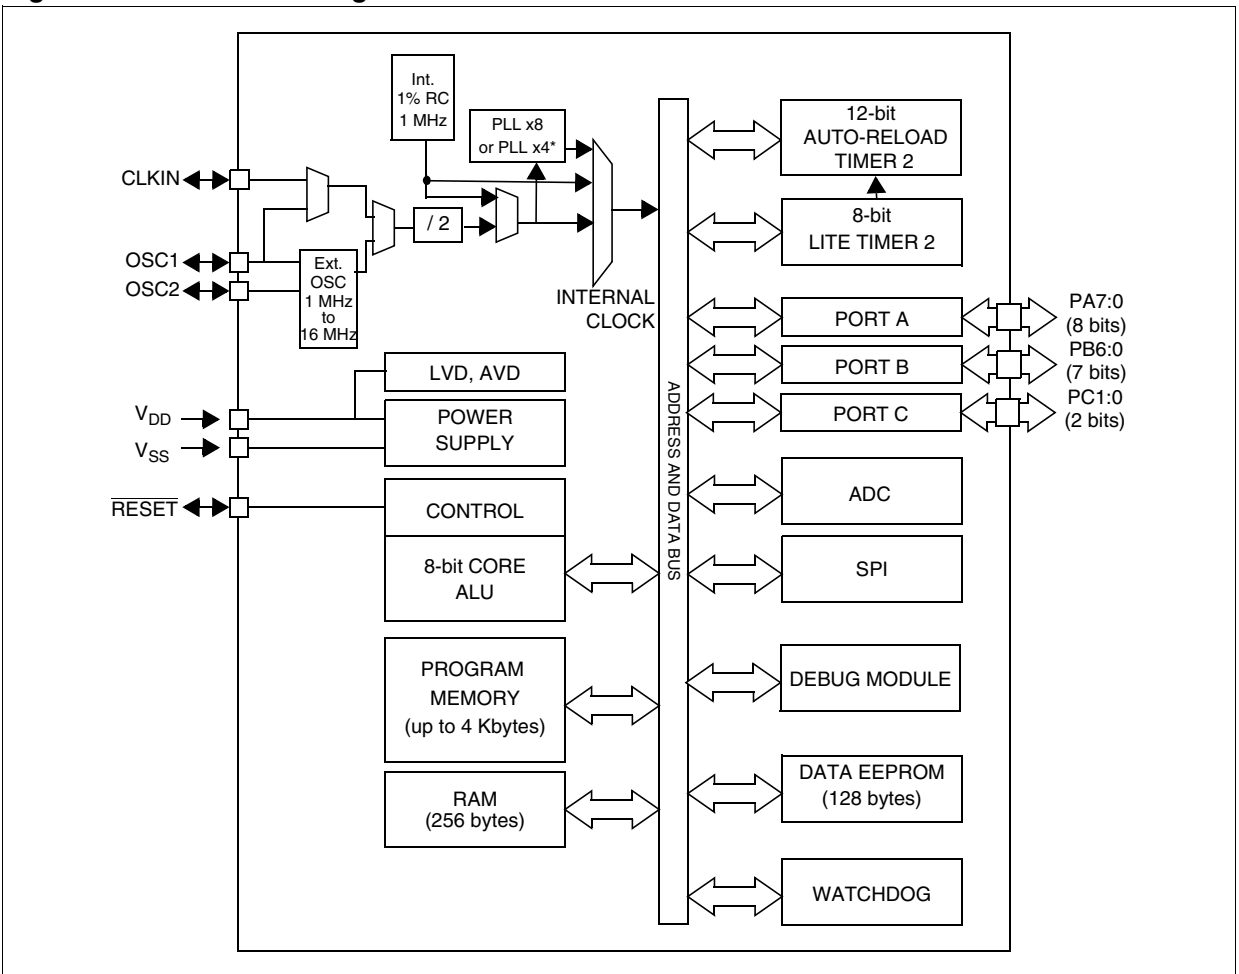 Int.
1% RC
1 MHz
PLL x8
or PLL x4*
12-bit
AUTO-RELOAD
TIMER 2
CLKIN
/ 2
8-bit
LITE TIMER 2
OSC1
OSC2
Ext.
OSC
1 MHz
to
16 MHz
INTERNAL
CLOCK
PORT A
PA7:0
(8 bits)
PORT B
PB6:0
(7 bits)
PORT C
PC1:0
(2 bits)
LVD, AVD
VDD
VSS
POWER
SUPPLY
ADDRESS AND DATA BUS
RESET
CONTROL
8-bit CORE
ALU
ADC
SPI
PROGRAM
MEMORY
(up to 4 Kbytes)
DEBUG MODULE
RAM
(256 bytes)
DATA EEPROM
(128 bytes)
WATCHDOG